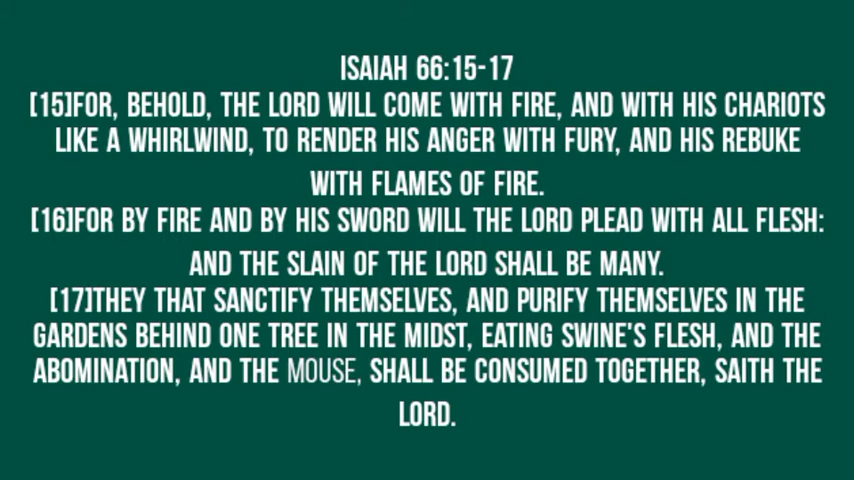 ISAIAH 66:15-17
[15]FOR, BEHOLD, THE LORD WILL COME WITH FIRE, AND WITH HIS CHARIOTS
LIKE A WHIRLWIND, TO RENDER HIS ANGER WITH FURY, AND HIS REBUKE
WITH FLAMES OF FIRE.
[16]FOR BY FIRE AND BY HIS SWORD WILL THE LORD PLEAD WITH ALL FLESH:
AND THE SLAIN OF THE LORD SHALL BE MANY.
[17]THEY THAT SANCTIFY THEMSELVES, AND PURIFY THEMSELVES IN THE
GARDENS BEHIND ONE TREE IN THE MIDST, EATING SWINE'S FLESH, AND THE
ABOMINATION, AND THE MOUSE, SHALL BE CONSUMED TOGETHER, SAITH THE
LORD.